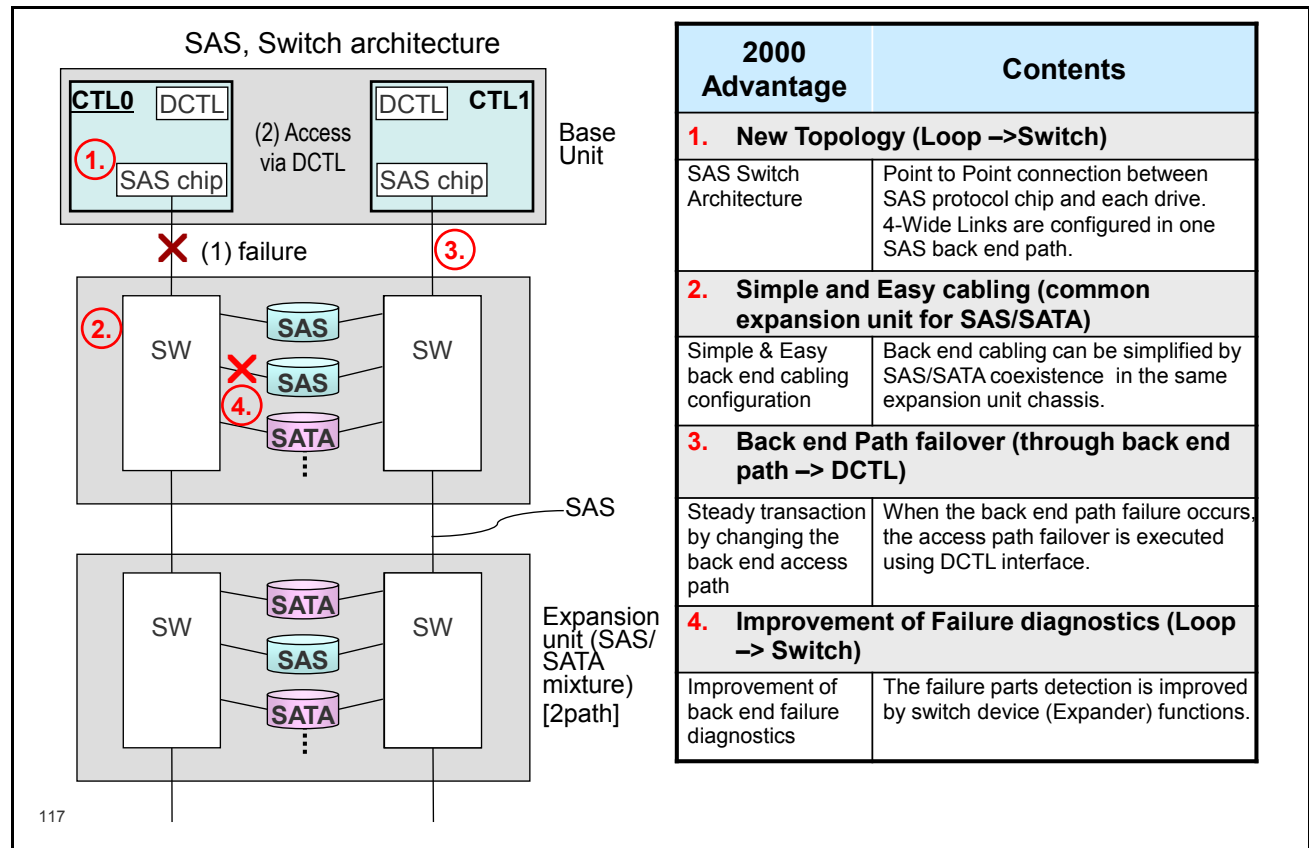 SAS, Switch architecture
CTL0
DCTL
DCTL
CTL1
(2) Access
via DCTL
Base
Unit
1.
SAS chip
SAS chip
(1) failure
3.
2.
SW
SAS
SW
SAS
4.
SATA
SAS
SW
SATA
SW
SAS
SATA
Expansion
unit (SAS/
SATA
mixture)
[2path]
117
2000
Advantage
Contents
1. New Topology (Loop –>Switch)
SAS Switch
Architecture
Point to Point connection between
SAS protocol chip and each drive.
4-Wide Links are configured in one
SAS back end path.
2. Simple and Easy cabling (common
expansion unit for SAS/SATA)
Simple & Easy
back end cabling
configuration
Back end cabling can be simplified by
SAS/SATA coexistence in the same
expansion unit chassis.
3. Back end Path failover (through back end
path –> DCTL)
Steady transaction
by changing the
back end access
path
When the back end path failure occurs,
the access path failover is executed
using DCTL interface.
4. Improvement of Failure diagnostics (Loop
–> Switch)
Improvement of
back end failure
diagnostics
The failure parts detection is improved
by switch device (Expander) functions.